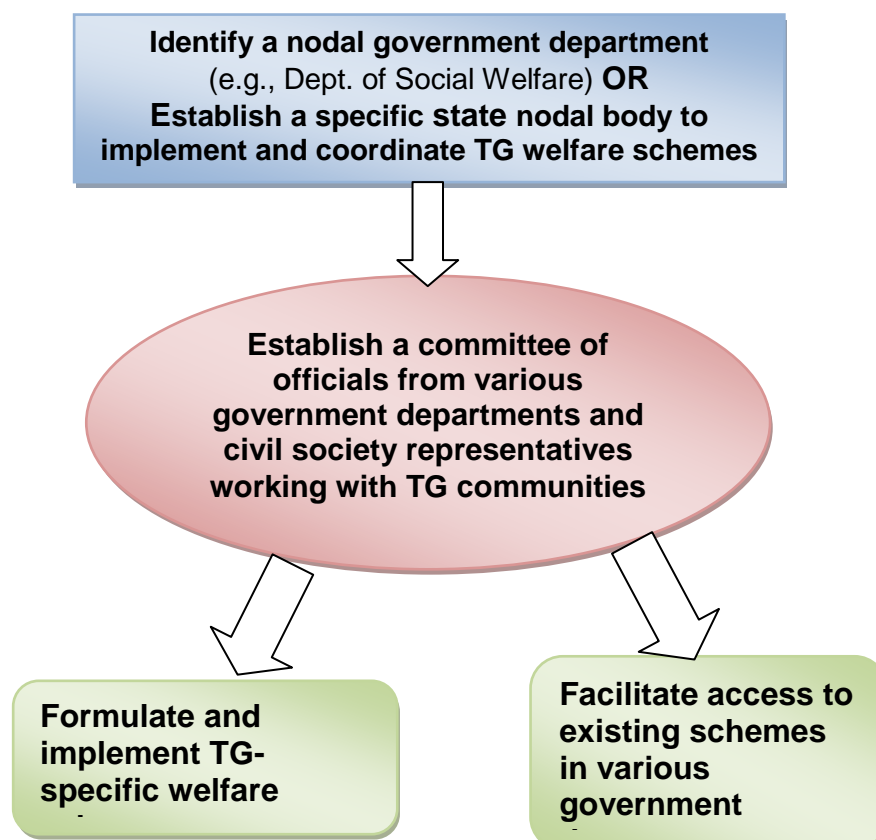 Identify a nodal government department
(e.g., Dept. of Social Welfare) OR
Establish a specific state nodal body to
implement and coordinate TG welfare schemes
Establish a committee of
officials from various
government departments and
civil society representatives
working with TG communities
Formulate and
implement TG-
specific welfare
Facilitate access to
existing schemes
in various
government